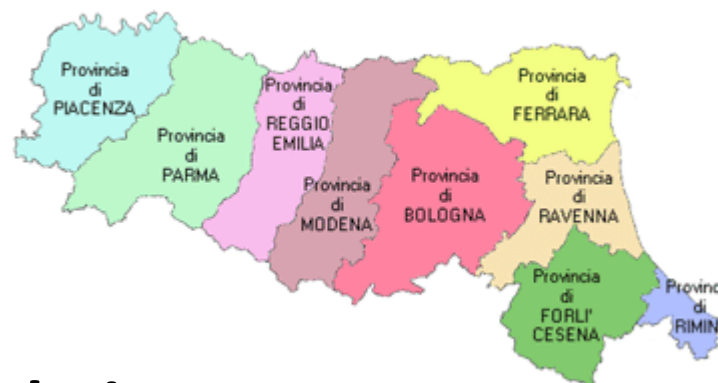 Provincia
di
PIACENZA
Provincia
di
PARMA
Provincia
di
REGGIO
EMILIA
Provincia
di
MODENA
Provincia
di
BOLOGNA
Provincia
di
FERRARA
Provincia
di
RAVENNA
Provincia
di
FORLI'
CESENA
Provinc
di
RIMIN